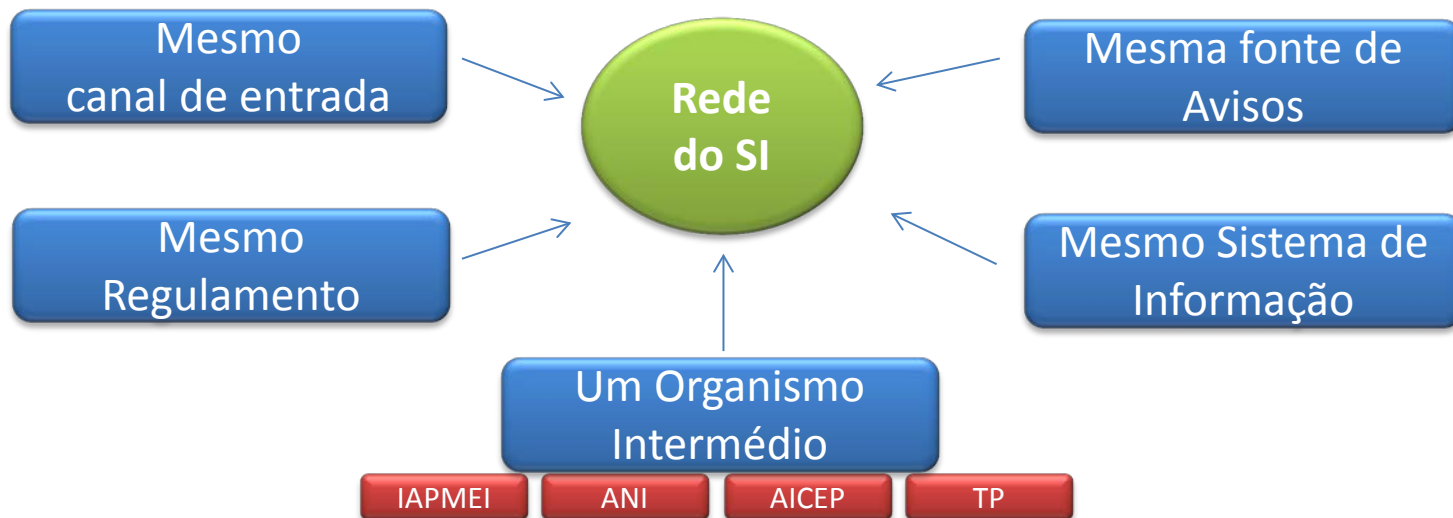 Mesmo
canal de entrada
Rede
do SI
Mesma fonte de
Avisos
Mesmo
Regulamento
Mesmo Sistema de
Informação
Um Organismo
Intermédio
IAPMEI
ANI
AICEP
TP